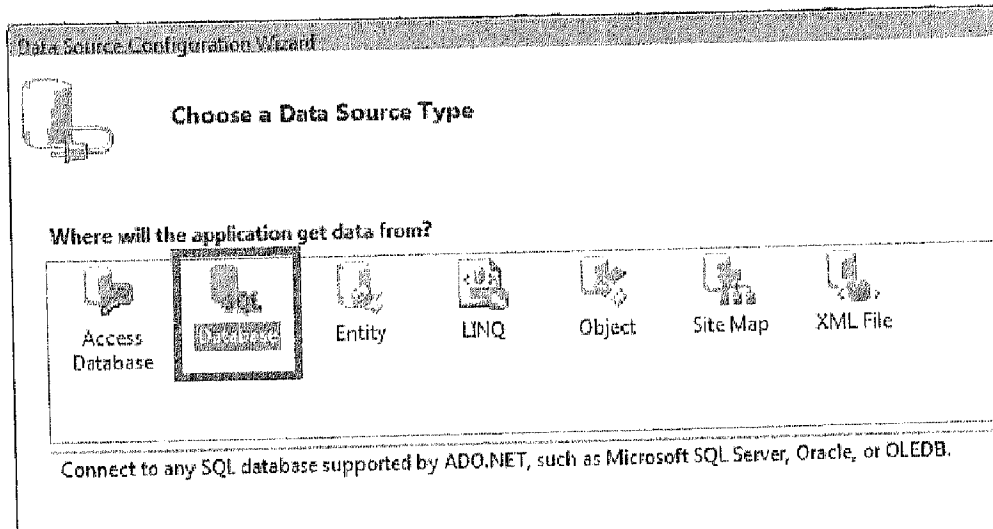 Data Source Configuration Wizard
Choose a Data Source Type
Where will the application get data from?
Access
Database
Database
Entity
LINQ
Object
Site Map
XML File
Connect to any SQL database supported by ADO.NET, such as Microsoft SQL Server, Oracle, or OLEDB.